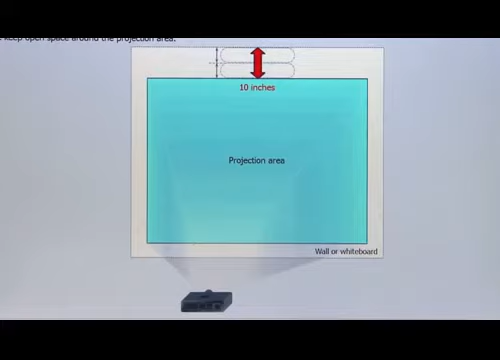 keep open space around the projection area.
10 inches
Projection area
Wall or whiteboard